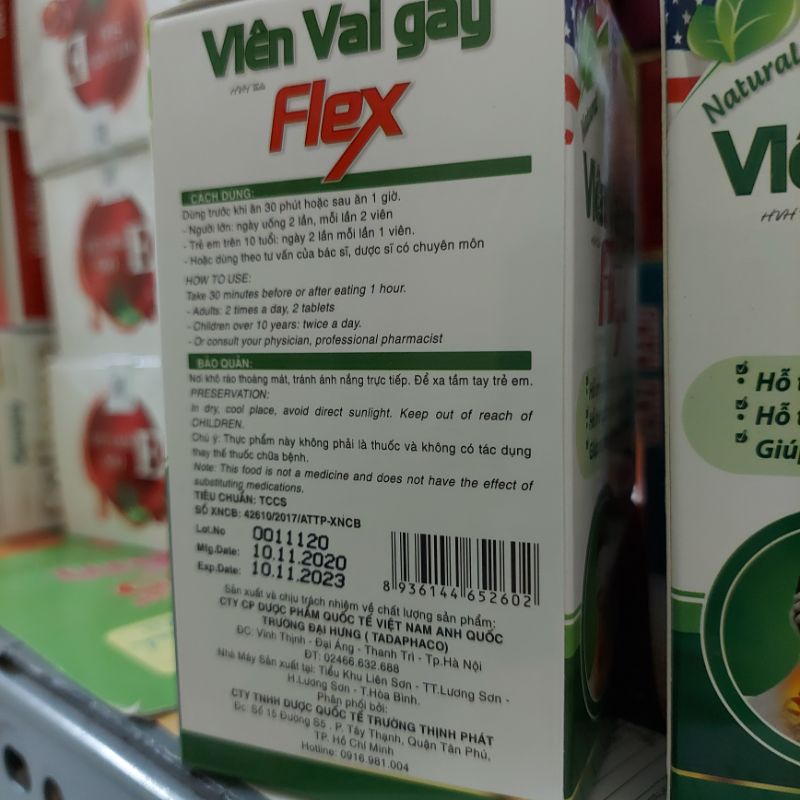 Viên Vai gáy
Flex
CÁCH DÙNG:
Dùng trước khi ăn 30 phút hoặc sau ăn 1 giờ.
- Người lớn: ngày uống 2 lần, mỗi lần 2 viên
- Trẻ em trên 10 tuổi: ngày 2 lần mỗi lần 1 viên.
- Hoặc dùng theo tư vấn của bác sĩ, dược sĩ có chuyên môn
HOW TO USE:
Take 30 minutes before or after eating 1 hour.
- Adults: 2 times a day, 2 tablets
- Children over 10 years: twice a day.
- Or consult your physician, professional pharmacist
BẢO QUẢN:
Nơi khô ráo thoáng mát, tránh ánh nắng trực tiếp. Để xa tầm tay trẻ em.
PRESERVATION:
In dry, cool place, avoid direct sunlight. Keep out of reach of
CHILDREN.
Chú ý: Thực phẩm này không phải là thuốc và không có tác dụng
thay thế thuốc chữa bệnh.
Note: This food is not a medicine and does not have the effect of
substituting medications.
TIÊU CHUẨN: TCCS
SỐ XNCB: 42610/2017/ATTP-XNCB
Lot.No 0011120
Mfg.Date: 10.11.2020
Exp.Date: 10.11.2023
8 936144 652602
Sản xuất và chịu trách nhiệm về chất lượng sản phẩm:
CTY CP DƯỢC PHẨM QUỐC TẾ VIỆT NAM ANH QUỐC
TRƯỜNG ĐẠI HƯNG ( TADAPHACO)
ĐC: Vĩnh Thịnh - Đại Áng - Thanh Trì - Tp.Hà Nội
ĐT: 02466.632.688
Nhà Máy Sản xuất tại: Tiểu Khu Liên Sơn - TT.Lương Sơn -
H.Lương Sơn - T.Hòa Bình.
Phân phối bởi:
CTY TNHH DƯỢC QUỐC TẾ TRƯỜNG THỊNH PHÁT
Đc: Số 15 Đường S5 . P. Tây Thạnh, Quận Tân Phú,
TP. Hồ Chí Minh
Hotline: 0916.981.004
Natural
Viên
Flex
Natural
Viê
HVH
Hỗ t
Hỗ t
Giúp